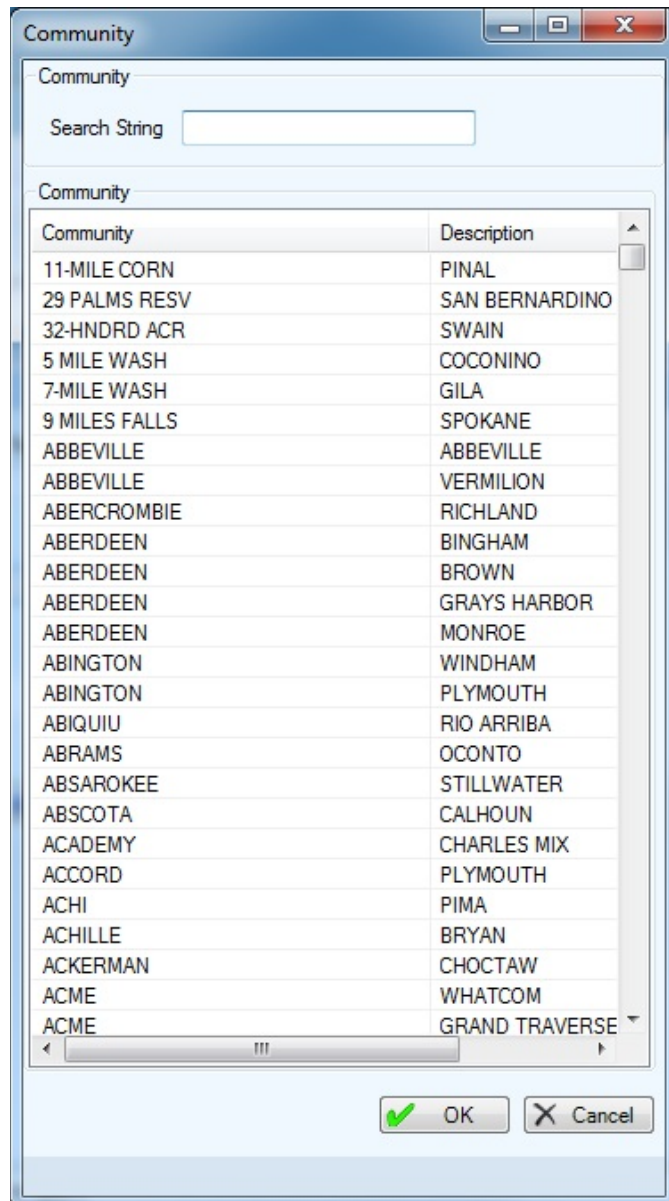 Community
Community
Search String
Community
Community Description
11-MILE CORN PINAL
29 PALMS RESV SAN BERNARDINO
32-HNDRD ACR SWAIN
5 MILE WASH COCONINO
7-MILE WASH GILA
9 MILES FALLS SPOKANE
ABBEVILLE ABBEVILLE
ABBEVILLE VERMILION
ABERCROMBIE RICHLAND
ABERDEEN BINGHAM
ABERDEEN BROWN
ABERDEEN GRAYS HARBOR
ABERDEEN MONROE
ABINGTON WINDHAM
ABINGTON PLYMOUTH
ABIQUIU RIO ARRIBA
ABRAMS OCONTO
ABSAROKEE STILLWATER
ABSCOTA CALHOUN
ACADEMY CHARLES MIX
ACCORD PLYMOUTH
ACHI PIMA
ACHILLE BRYAN
ACKERMAN CHOCTAW
ACME WHATCOM
ACME GRAND TRAVERSE
OK Cancel